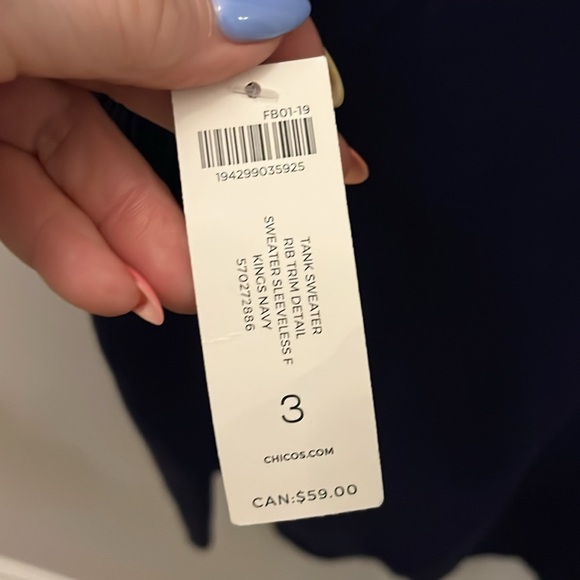 FB01-19
194299035925
TANK SWEATER
RIB TRIM DETAIL
SWEATER SLEEVELESS F
KINGS NAVY
570272886
3
CHICOS.COM
CAN:$59.00